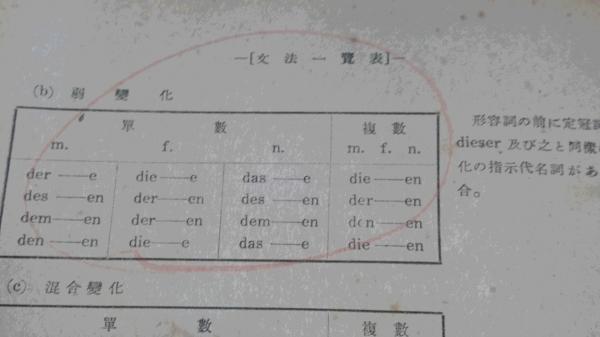 —[文法一覽表]—
(b) 弱變化
單數 複數
m. f. n. m. f. n.
der —— e die —— e das —— e die —— en
des —— en der —— en des —— en der —— en
dem —— en der —— en dem —— en den —— en
den —— en die —— e das —— e die —— en
形容詞の前に定冠
dieser 及び之と同樣
化の指示代名詞があ
合。
(c) 混合變化
單數 複數